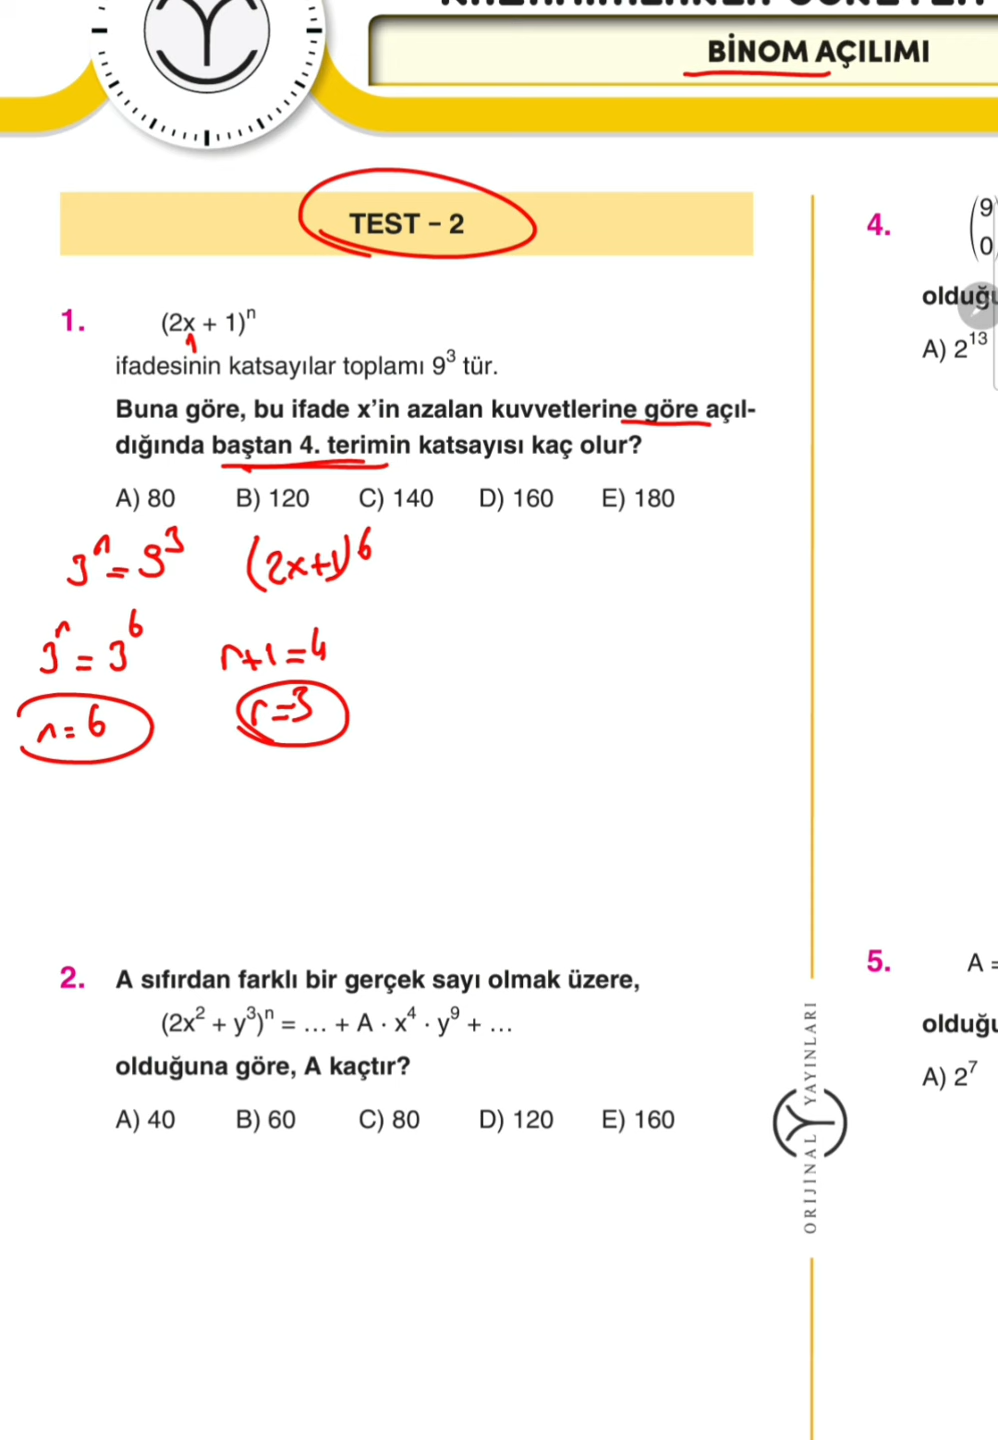 BİNOM AÇILIMI
TEST – 2
1. (2x + 1)ⁿ
1
ifadesinin katsayılar toplamı 9³ tür.
Buna göre, bu ifade x’in azalan kuvvetlerine göre açıl-
dığında baştan 4. terimin katsayısı kaç olur?
A) 80 B) 120 C) 140 D) 160 E) 180
3ⁿ = 9³ (2x+1)⁶
3ⁿ = 3⁶ r+1=4
n=6 r=3
2. A sıfırdan farklı bir gerçek sayı olmak üzere,
(2x² + y³)ⁿ = ... + A · x⁴ · y⁹ + ...
olduğuna göre, A kaçtır?
A) 40 B) 60 C) 80 D) 120 E) 160
ORİJİNAL YAYINLARI
4. (9 0
A) 2¹³
5. A =
A) 2⁷